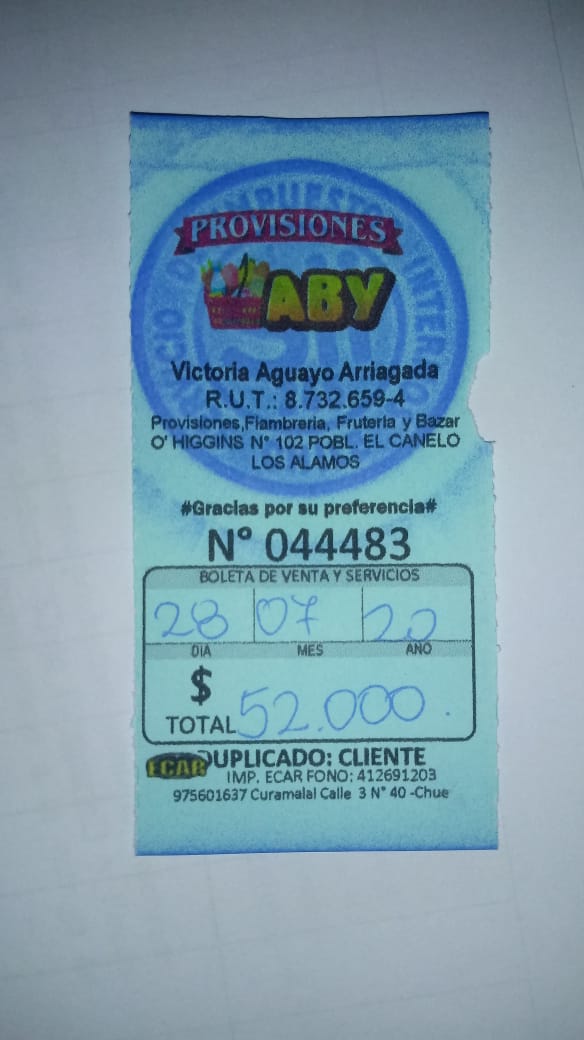 PROVISIONES
ABY
Victoria Aguayo Arriagada
R.U.T.: 8.732.659-4
Provisiones,Fiambreria, Fruteria y Bazar
O' HIGGINS N° 102 POBL. EL CANELO
LOS ALAMOS
#Gracias por su preferencia#
N° 044483
BOLETA DE VENTA Y SERVICIOS
28 07 20
DIA MES AÑO
$
TOTAL 52.000.
ECAR DUPLICADO: CLIENTE
IMP. ECAR FONO: 412691203
975601637 Curamalal Calle 3 N° 40 -Chue